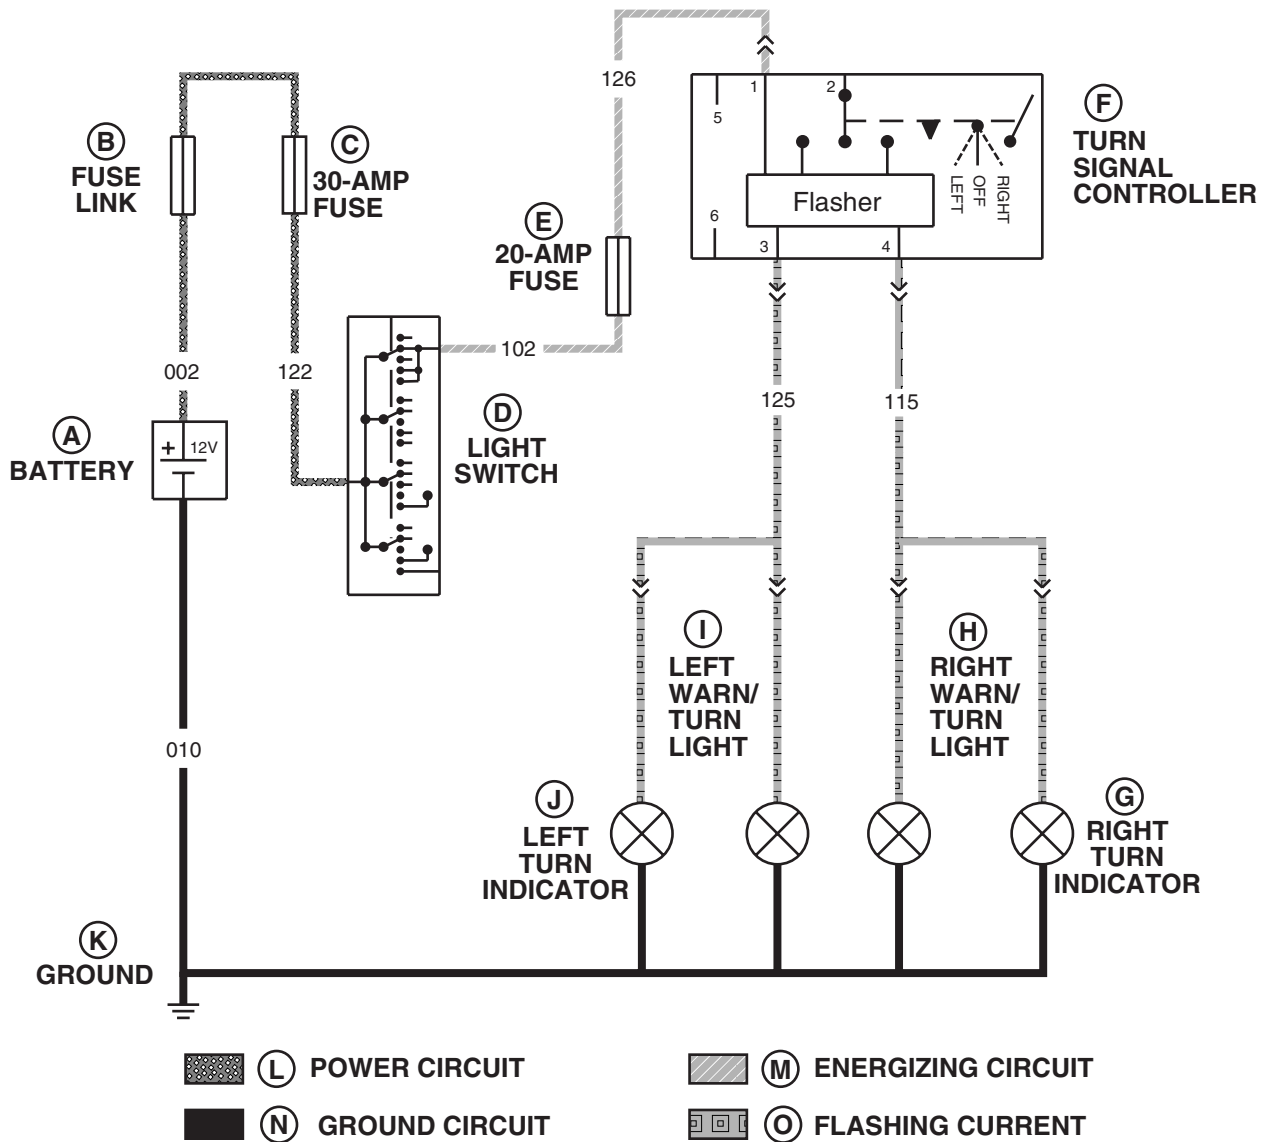 126
1
2
5
F
TURN
SIGNAL
CONTROLLER
B
FUSE
LINK
C
30-AMP
FUSE
LEFT
OFF
RIGHT
Flasher
6
3
4
E
20-AMP
FUSE
102
002
122
125
115
A
BATTERY
+ 12V
D
LIGHT
SWITCH
I
LEFT
WARN/
TURN
LIGHT
H
RIGHT
WARN/
TURN
LIGHT
010
J
LEFT
TURN
INDICATOR
G
RIGHT
TURN
INDICATOR
K
GROUND
L POWER CIRCUIT
M ENERGIZING CIRCUIT
N GROUND CIRCUIT
O FLASHING CURRENT